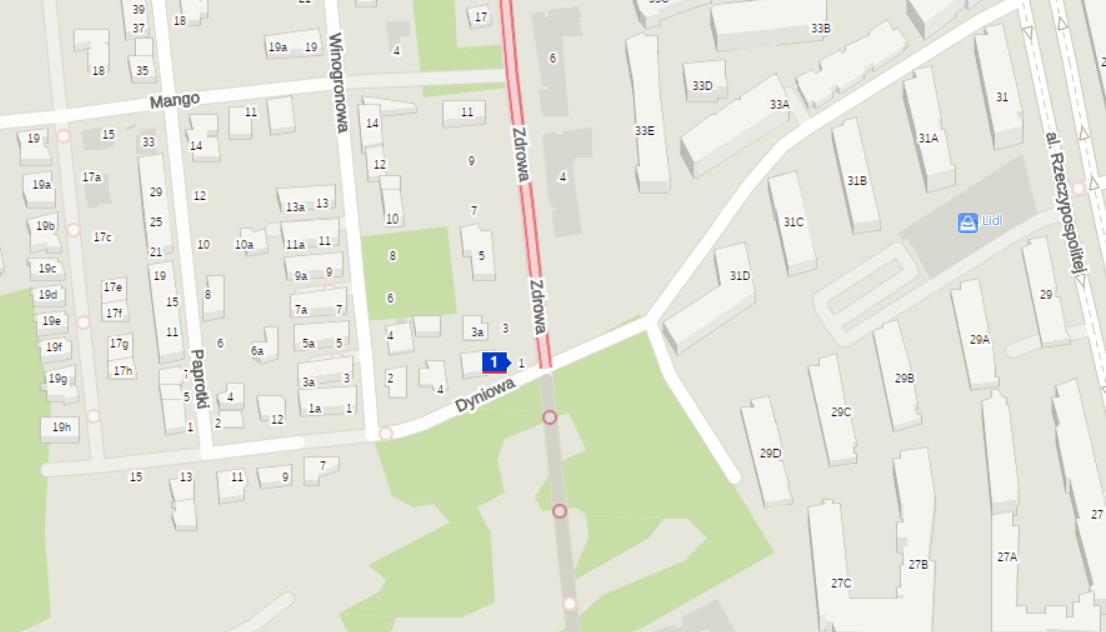 39
37
18
21
17
33C
33B
19a 19
4
6
18
35
33D
Mango
Winogronowa
11
14
11
33A
31
15
33
14
33E
Zdrowa
31A
al. Rzeczypospolitej
19
12
9
4
17a
19a
29
12
31B
13a 13
10
7
31C
Lidl
19b
25
17c
10
10a
11a 11
21
8
5
19c
19
9a 9
31D
17e
8
19d
15
6
29
17f
7a 7
Zdrowa
19e
11
4
3a
3
19f
17g
6
6a
5a 5
29A
1
1
17h
7
Paprotki
3a 3
2
4
19g
5
4
Dyniowa
29B
1a 1
12
29C
19h
1
2
29D
15
13
11
9
7
27
27A
27B
27C